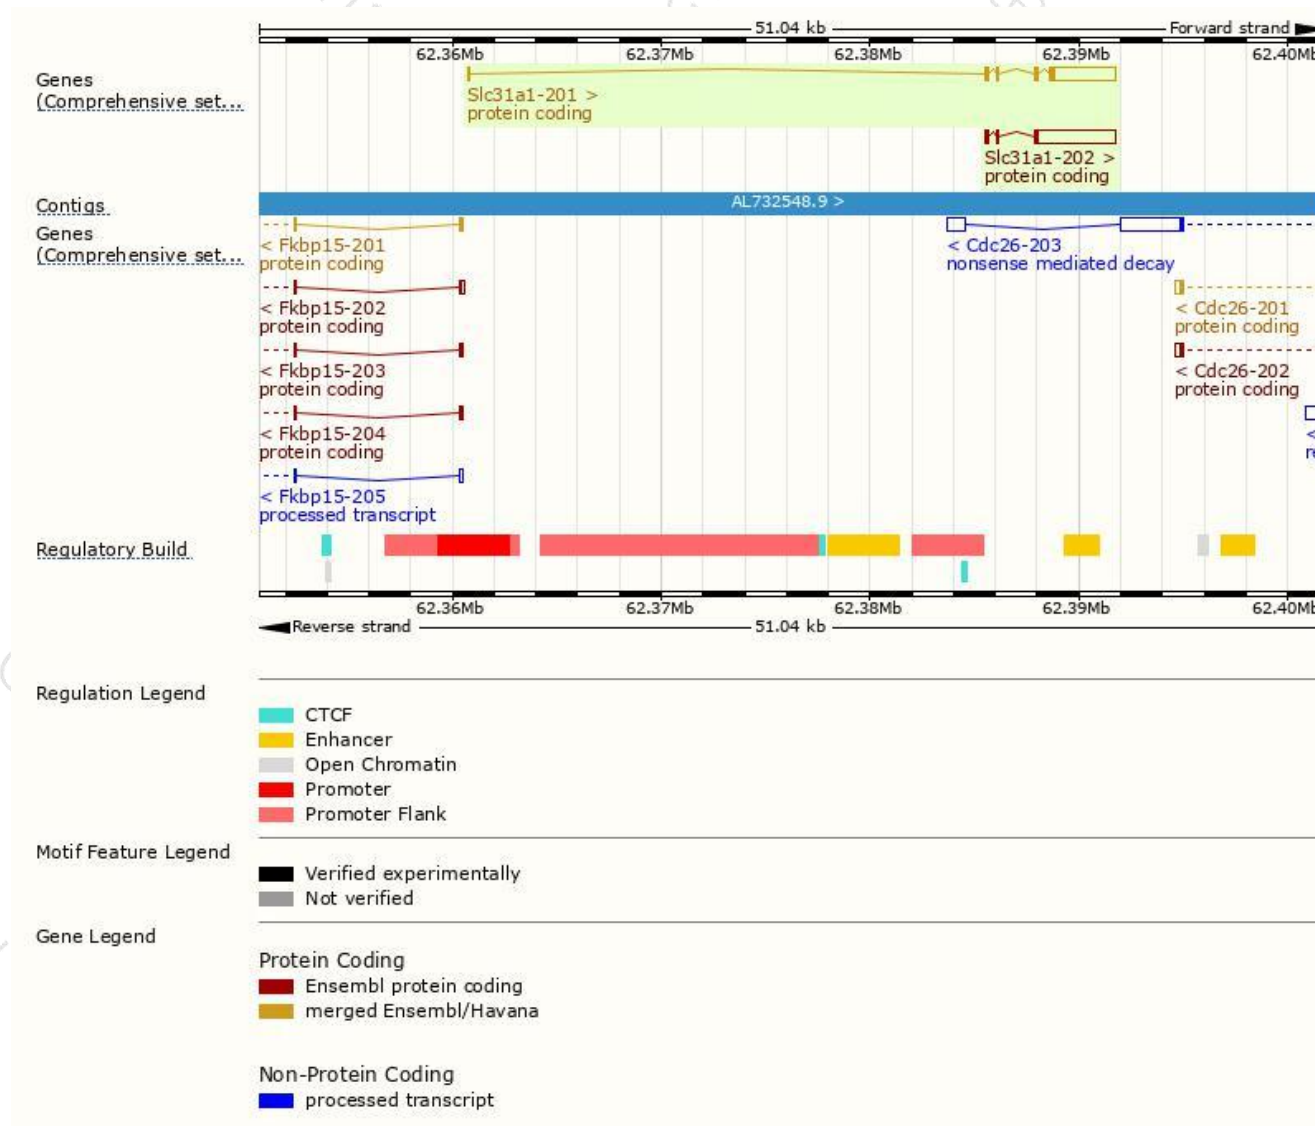 51.04 kb
Forward strand
62.36Mb 62.37Mb 62.38Mb 62.39Mb 62.40Mb
Genes
(Comprehensive set...
Slc31a1-201 >
protein coding
Slc31a1-202 >
protein coding
Contigs
AL732548.9 >
Genes
(Comprehensive set...
< Fkbp15-201
protein coding
< Cdc26-203
nonsense mediated decay
< Fkbp15-202
protein coding
< Cdc26-201
protein coding
< Fkbp15-203
protein coding
< Cdc26-202
protein coding
< Fkbp15-204
protein coding
<
re
< Fkbp15-205
processed transcript
Regulatory Build
62.36Mb 62.37Mb 62.38Mb 62.39Mb 62.40Mb
Reverse strand
51.04 kb
Regulation Legend
CTCF
Enhancer
Open Chromatin
Promoter
Promoter Flank
Motif Feature Legend
Verified experimentally
Not verified
Gene Legend
Protein Coding
Ensembl protein coding
merged Ensembl/Havana
Non-Protein Coding
processed transcript